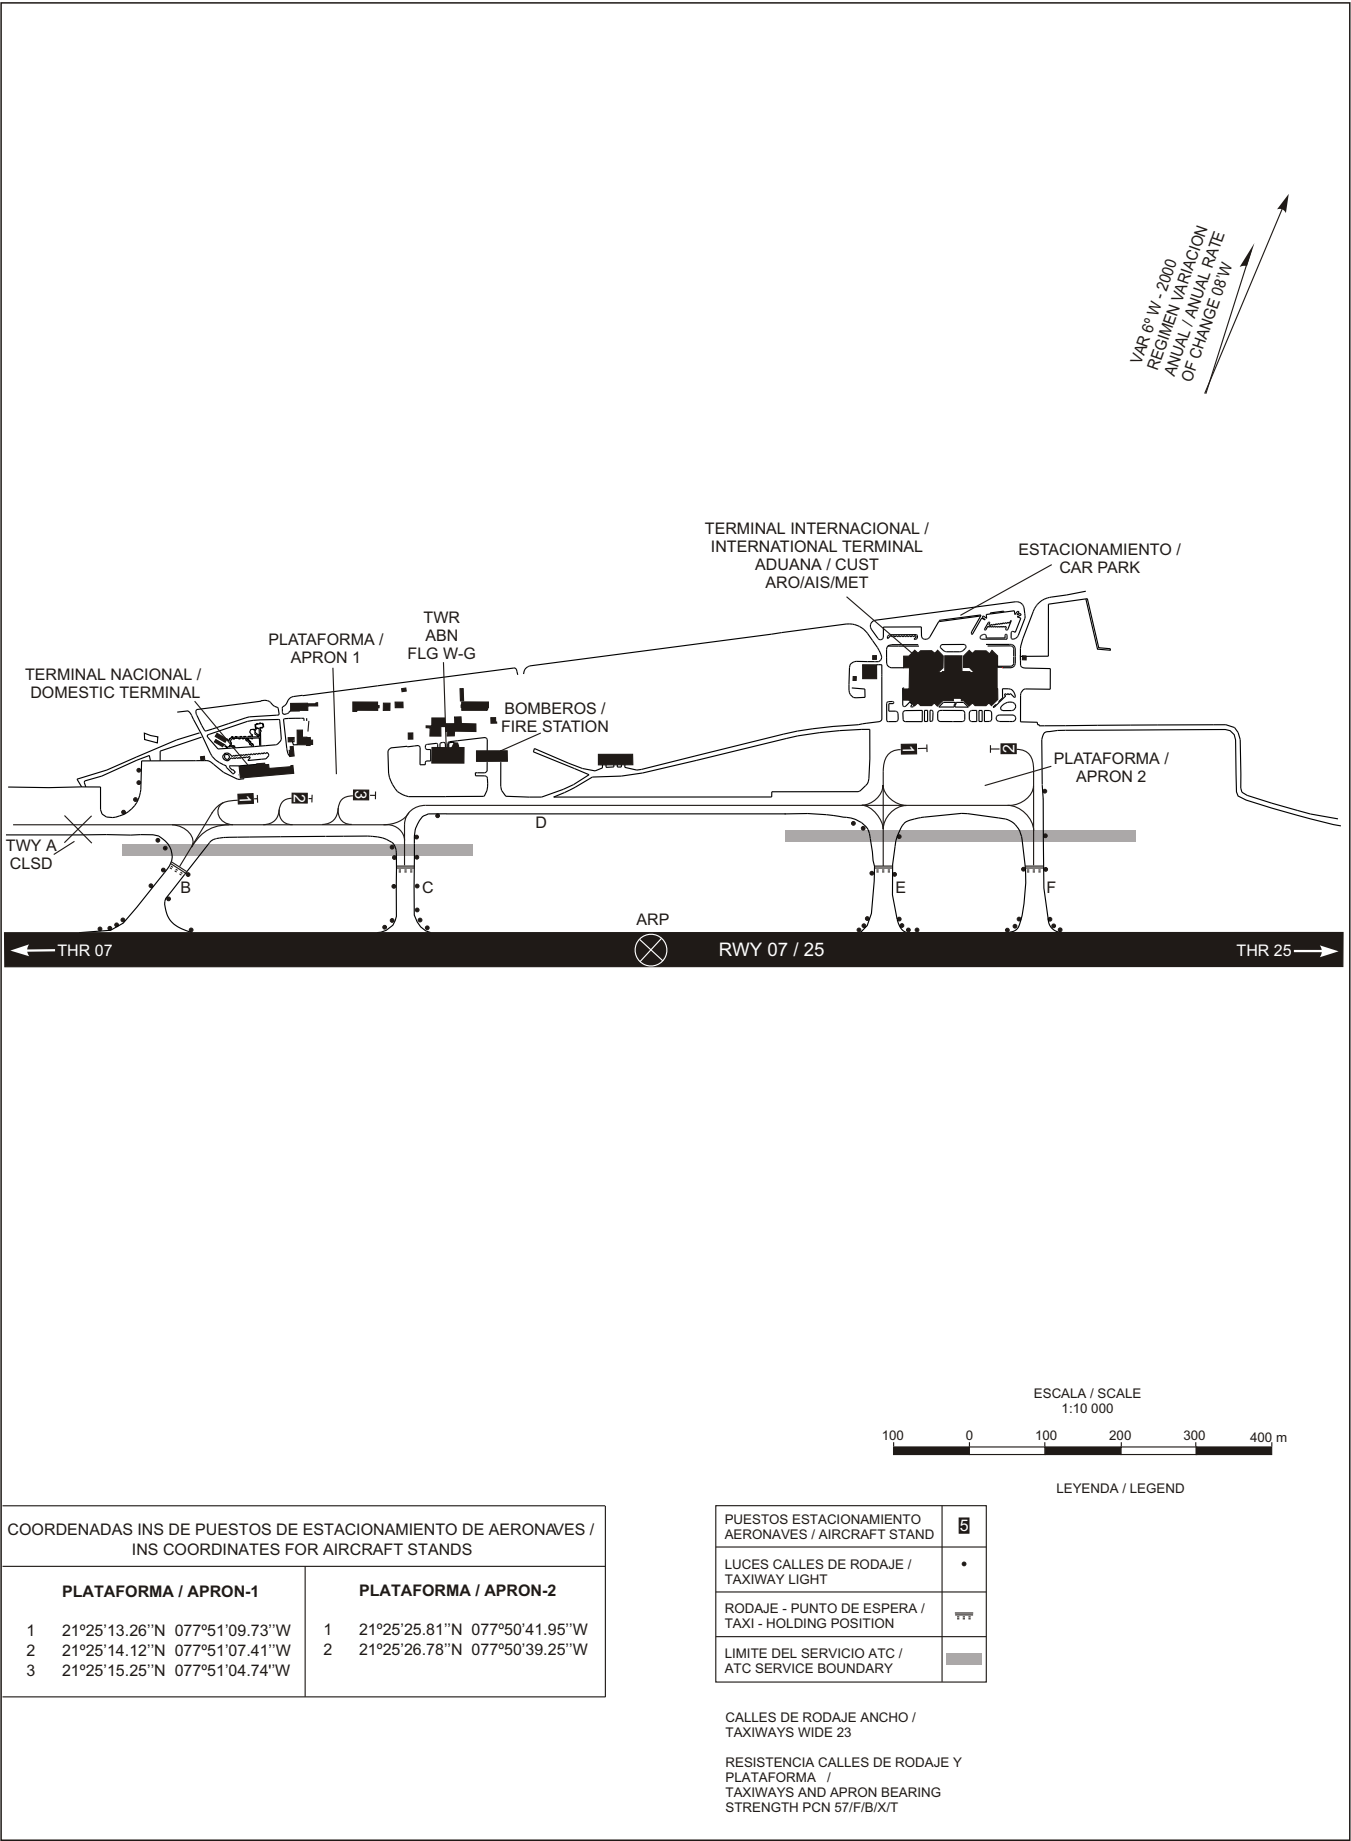 VAR 6º W - 2000
REGIMEN VARIACION
ANUAL / ANUAL RATE
OF CHANGE 08'W
TERMINAL INTERNACIONAL /
INTERNATIONAL TERMINAL
ADUANA / CUST
ARO/AIS/MET
ESTACIONAMIENTO /
CAR PARK
TWR
ABN
FLG W-G
PLATAFORMA /
APRON 1
TERMINAL NACIONAL /
DOMESTIC TERMINAL
BOMBEROS /
FIRE STATION
1
2
PLATAFORMA /
APRON 2
1
2
3
D
TWY A
CLSD
B
C
E
F
ARP
THR 07
RWY 07 / 25
THR 25
ESCALA / SCALE
1:10 000
100 0 100 200 300 400 m
LEYENDA / LEGEND
COORDENADAS INS DE PUESTOS DE ESTACIONAMIENTO DE AERONAVES /
INS COORDINATES FOR AIRCRAFT STANDS
PLATAFORMA / APRON-1
1 21º25'13.26''N 077º51'09.73''W
2 21º25'14.12''N 077º51'07.41''W
3 21º25'15.25''N 077º51'04.74''W
PLATAFORMA / APRON-2
1 21º25'25.81''N 077º50'41.95''W
2 21º25'26.78''N 077º50'39.25''W
PUESTOS ESTACIONAMIENTO
AERONAVES / AIRCRAFT STAND
5
LUCES CALLES DE RODAJE /
TAXIWAY LIGHT
RODAJE - PUNTO DE ESPERA /
TAXI - HOLDING POSITION
LIMITE DEL SERVICIO ATC /
ATC SERVICE BOUNDARY
CALLES DE RODAJE ANCHO /
TAXIWAYS WIDE 23
RESISTENCIA CALLES DE RODAJE Y
PLATAFORMA /
TAXIWAYS AND APRON BEARING
STRENGTH PCN 57/F/B/X/T